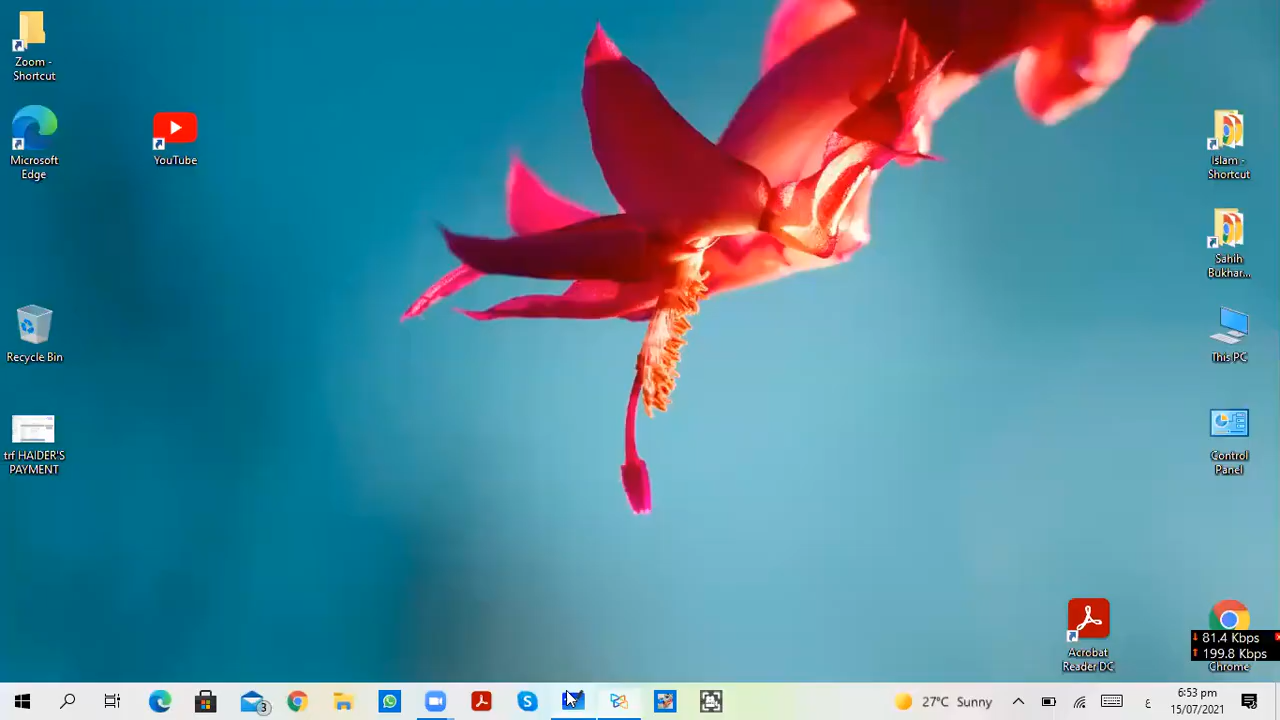 Zoom -
Shortcut
Microsoft
Edge
YouTube
Recycle Bin
trf HAIDER'S
PAYMENT
Islam -
Shortcut
Sahih
Bukhar...
This PC
Control
Panel
Acrobat
Reader DC
81.4 Kbps
199.8 Kbps
Chrome
3
27°C Sunny
ع
6:53 pm
15/07/2021